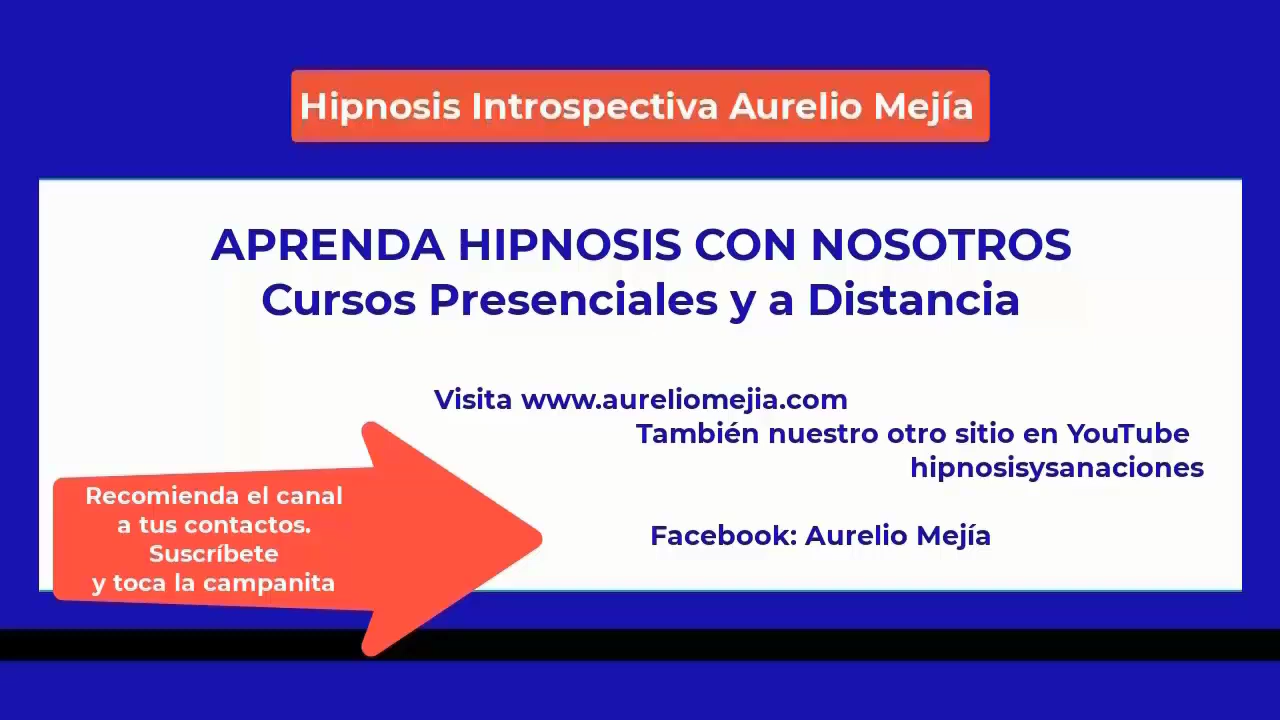 Hipnosis Introspectiva Aurelio Mejía
APRENDA HIPNOSIS CON NOSOTROS
Cursos Presenciales y a Distancia
Visita www.aureliomejia.com
También nuestro otro sitio en YouTube
hipnosisysanaciones
Facebook: Aurelio Mejía
Recomienda el canal
a tus contactos.
Suscríbete
y toca la campanita